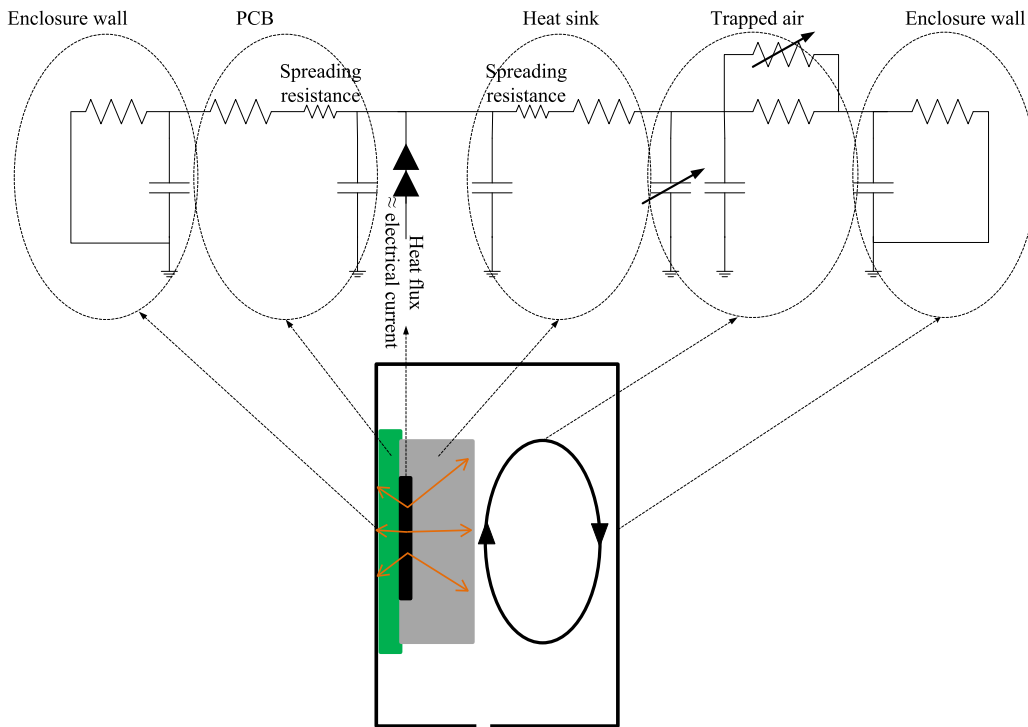 Enclosure wall
PCB
Heat sink
Trapped air
Enclosure wall
Spreading
resistance
Spreading
resistance
Heat flux
≈ electrical current